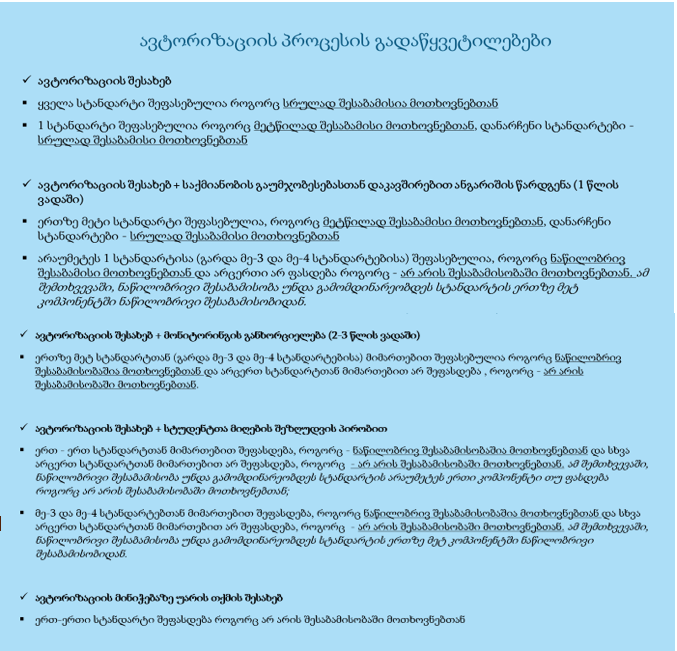 ავტორიზაციის პროცესის გადაწყვეტილებები
✓ ავტორიზაციის შესახებ
▪ ყველა სტანდარტი შეფასებულია როგორც სრულად შესაბამისია მოთხოვნებთან
▪ 1 სტანდარტი შეფასებულია როგორც მეტწილად შესაბამისი მოთხოვნებთან, დანარჩენი სტანდარტები -
სრულად შესაბამისი მოთხოვნებთან
✓ ავტორიზაციის შესახებ + საქმიანობის გაუმჯობესებასთან დაკავშირებით ანგარიშის წარდგენა (1 წლის
ვადაში)
▪ ერთზე მეტი სტანდარტი შეფასებულია, როგორც მეტწილად შესაბამისი მოთხოვნებთან, დანარჩენი
სტანდარტები - სრულად შესაბამისი მოთხოვნებთან
▪ არაუმეტეს 1 სტანდარტისა (გარდა მე-3 და მე-4 სტანდარტებისა) შეფასებულია, როგორც ნაწილობრივ
შესაბამისი მოთხოვნებთან და არცერთი არ ფასდება როგორც - არ არის შესაბამისობაში მოთხოვნებთან. ამ
შემთხვევაში, ნაწილობრივი შესაბამისობა უნდა გამომდინარეობდეს სტანდარტის ერთზე მეტ
კომპონენტში ნაწილობრივი შესაბამისობიდან.
✓ ავტორიზაციის შესახებ + მონიტორინგის განხორციელება (2-3 წლის ვადაში)
▪ ერთზე მეტ სტანდარტთან (გარდა მე-3 და მე-4 სტანდარტებისა) მიმართებით შეფასებულია როგორც ნაწილობრივ
შესაბამისობაშია მოთხოვნებთან და არცერთ სტანდარტთან მიმართებით არ შეფასდება , როგორც - არ არის
შესაბამისობაში მოთხოვნებთან.
✓ ავტორიზაციის შესახებ + სტუდენტთა მიღების შეზღუდვის პირობით
▪ ერთ - ერთ სტანდარტთან მიმართებით შეფასდება, როგორც - ნაწილობრივ შესაბამისობაშია მოთხოვნებთან და სხვა
არცერთ სტანდარტთან მიმართებით არ შეფასდება, როგორც - არ არის შესაბამისობაში მოთხოვნებთან. ამ შემთხვევაში,
ნაწილობრივი შესაბამისობა უნდა გამომდინარეობდეს სტანდარტის არაუმეტეს ერთი კომპონენტი თუ ფასდება
როგორც არ არის შესაბამისობაში მოთხოვნებთან;
▪ მე-3 და მე-4 სტანდარტებთან მიმართებით შეფასდება, როგორც ნაწილობრივ შესაბამისობაშია მოთხოვნებთან და სხვა
არცერთ სტანდარტთან მიმართებით არ შეფასდება, როგორც - არ არის შესაბამისობაში მოთხოვნებთან. ამ შემთხვევაში,
ნაწილობრივი შესაბამისობა უნდა გამომდინარეობდეს სტანდარტის ერთზე მეტ კომპონენტში ნაწილობრივი
შესაბამისობიდან.
✓ ავტორიზაციის მინიჭებაზე უარის თქმის შესახებ
▪ ერთ-ერთი სტანდარტი შეფასდება როგორც არ არის შესაბამისობაში მოთხოვნებთან